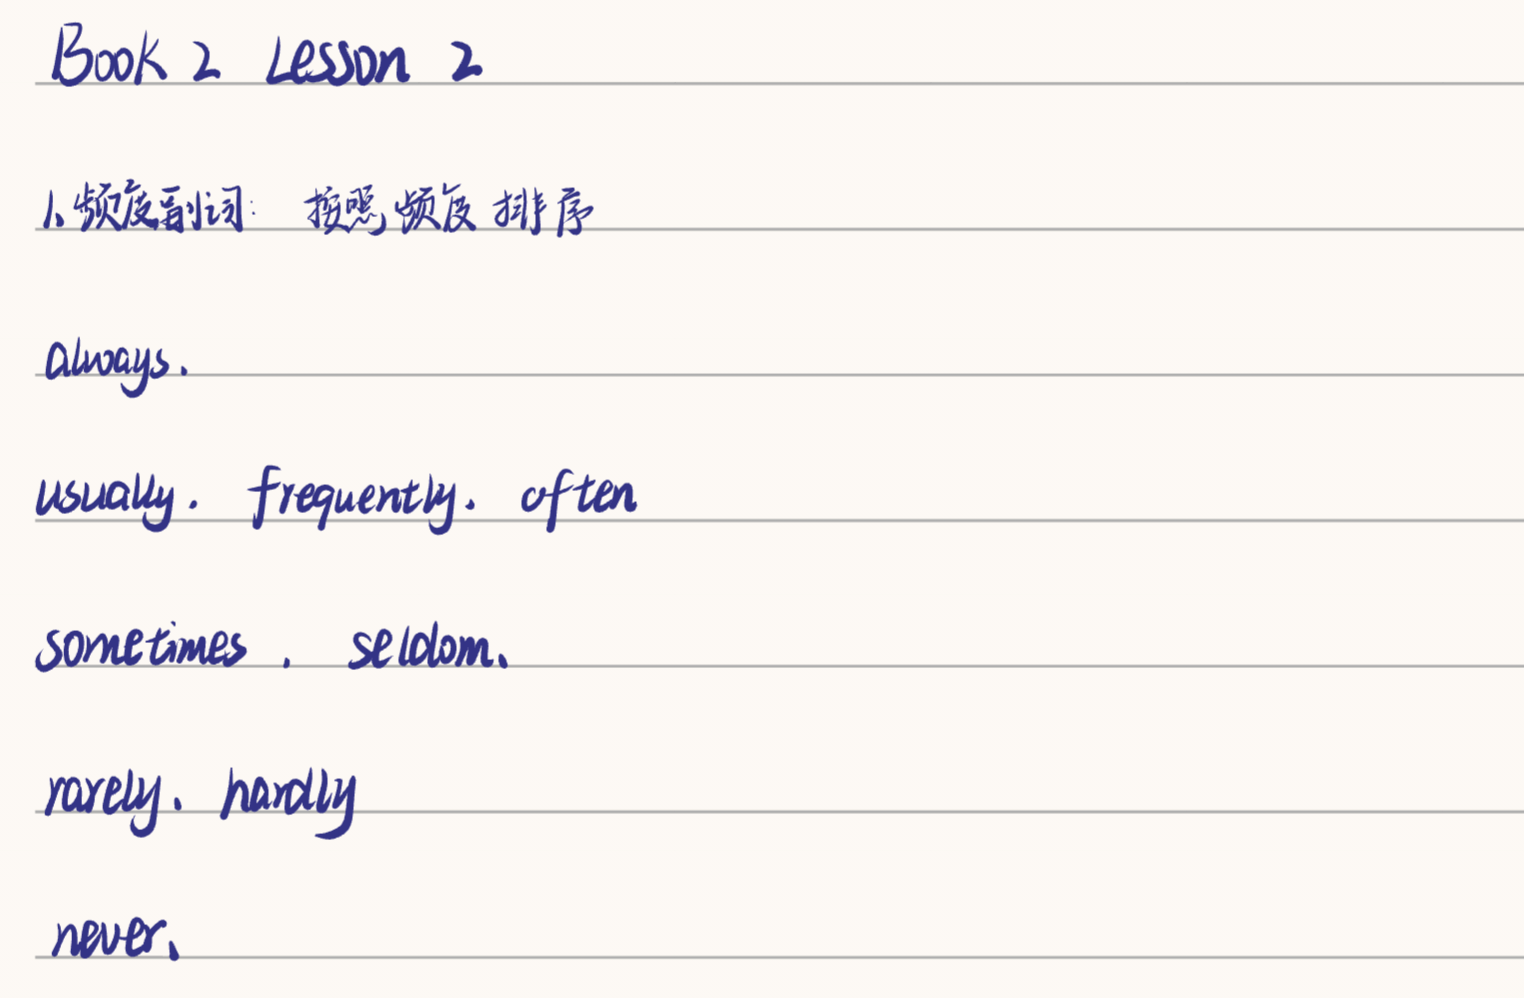 Book 2 Lesson 2
1、频度副词: 按照频度排序
always、
usually、 frequently、 often
sometimes 、 seldom、
rarely、 hardly
never、